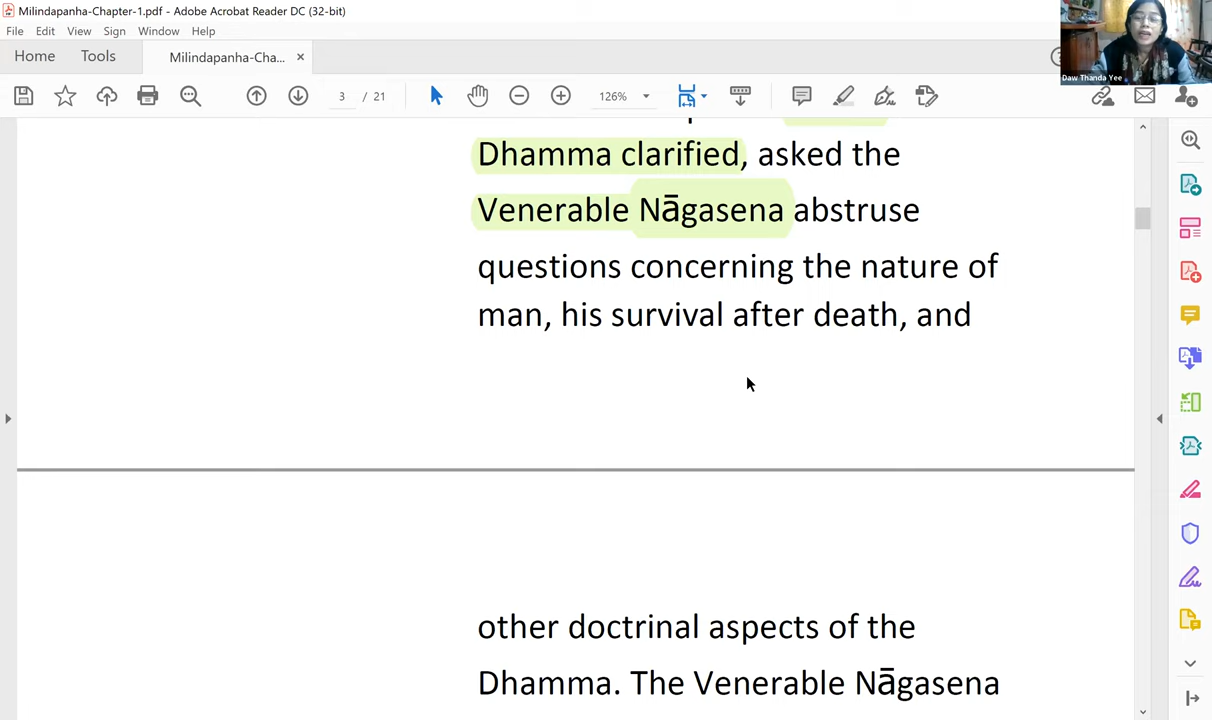 Milindapanha-Chapter-1.pdf - Adobe Acrobat Reader DC (32-bit)
File Edit View Sign Window Help
Home Tools Milindapanha-Cha... ×
3 / 21 126%
Daw Thanda Yee
Dhamma clarified, asked the
Venerable Nāgasena abstruse
questions concerning the nature of
man, his survival after death, and
other doctrinal aspects of the
Dhamma. The Venerable Nāgasena